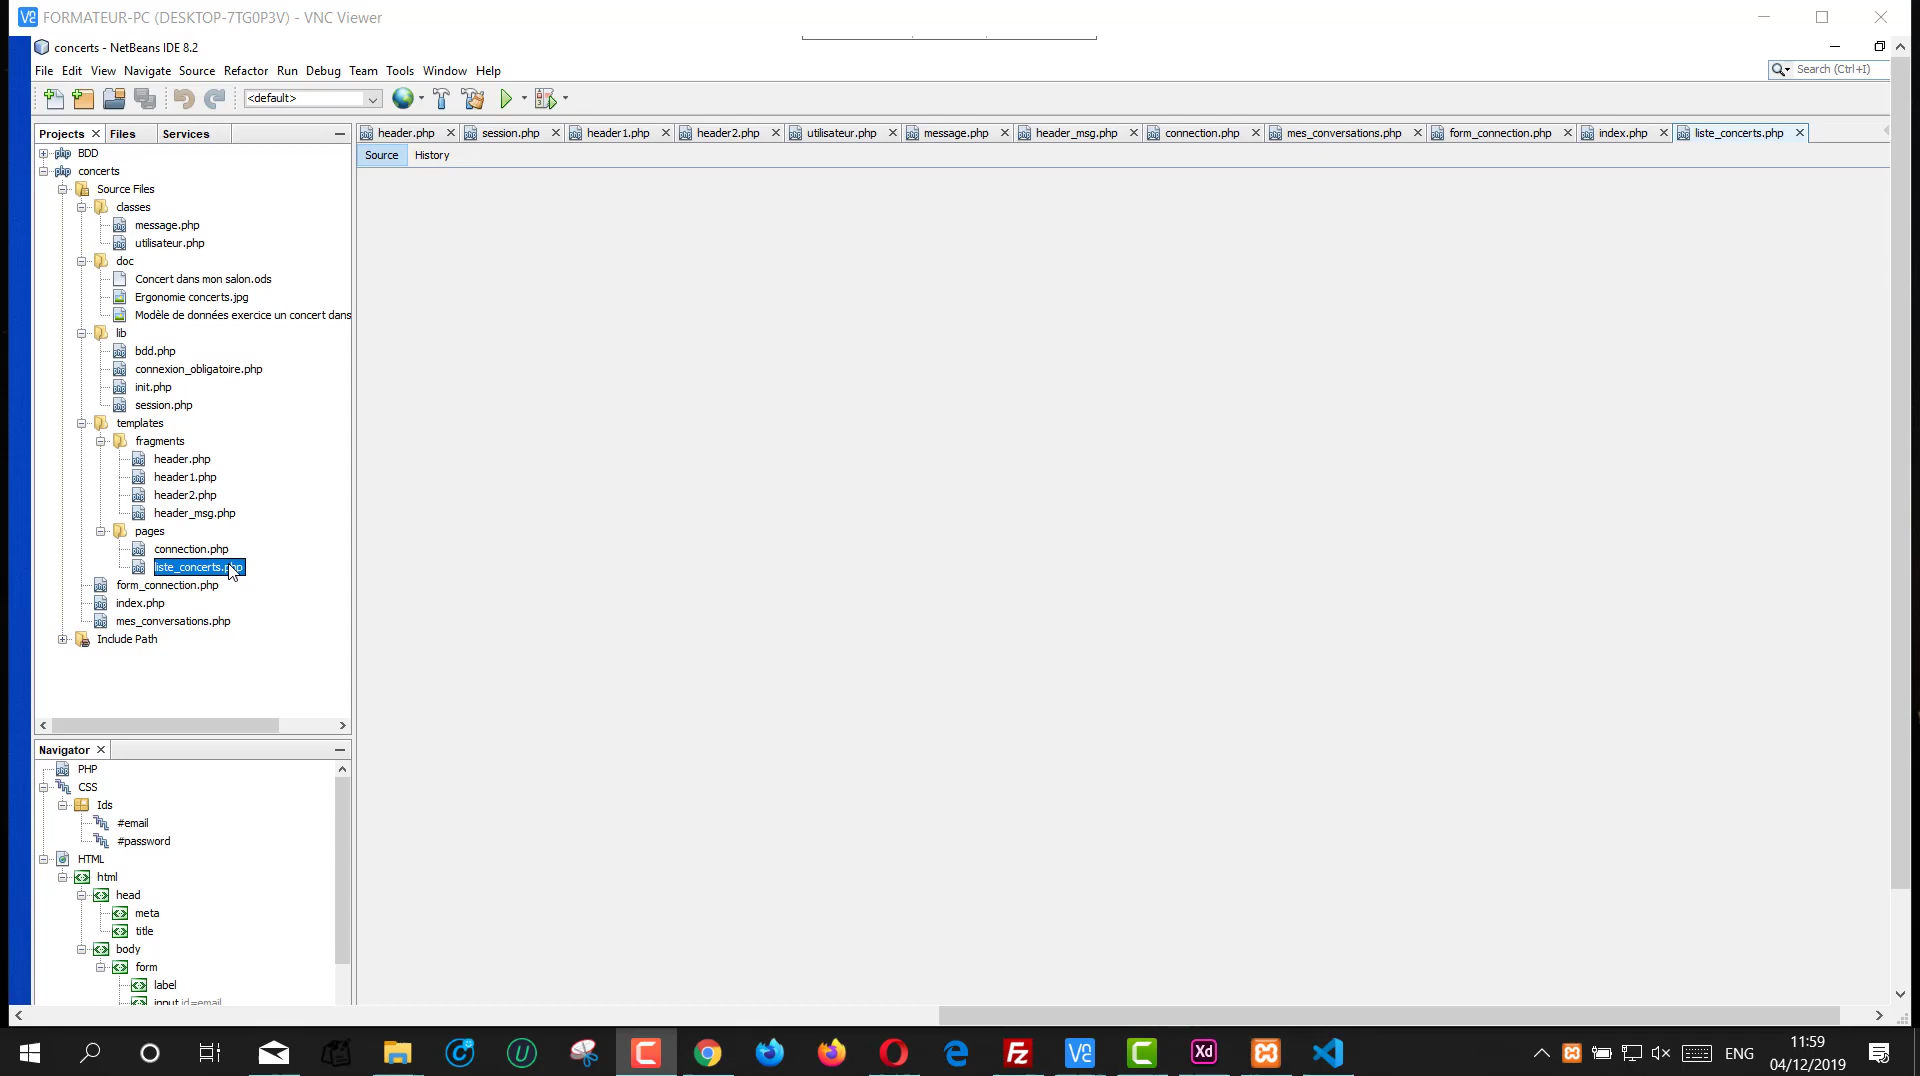 FORMATEUR-PC (DESKTOP-7TG0P3V) - VNC Viewer
concerts - NetBeans IDE 8.2
File Edit View Navigate Source Refactor Run Debug Team Tools Window Help
Search (Ctrl+I)
<default>
Projects Files Services
header.php session.php header1.php header2.php utilisateur.php message.php header_msg.php connection.php mes_conversations.php form_connection.php index.php liste_concerts.php
Source History
BDD
concerts
Source Files
classes
message.php
utilisateur.php
doc
Concert dans mon salon.ods
Ergonomie concerts.jpg
Modèle de données exercice un concert dans
lib
bdd.php
connexion_obligatoire.php
init.php
session.php
templates
fragments
header.php
header1.php
header2.php
header_msg.php
pages
connection.php
liste_concerts.php
form_connection.php
index.php
mes_conversations.php
Include Path
Navigator
PHP
CSS
Ids
#email
#password
HTML
html
head
meta
title
body
form
label
input id=email
ENG
11:59
04/12/2019